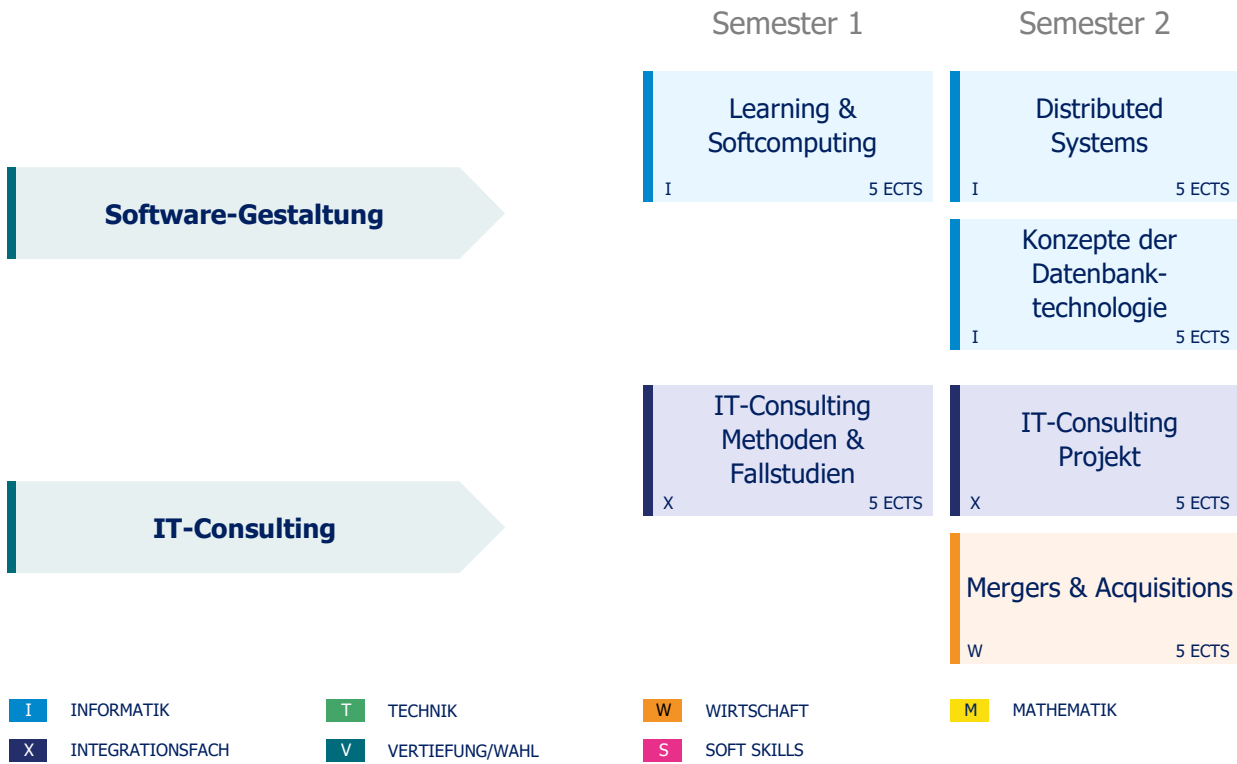 Semester 1
Semester 2
Software-Gestaltung
Learning &
Softcomputing
I
5 ECTS
Distributed
Systems
I
5 ECTS
Konzepte der
Datenbank-
technologie
I
5 ECTS
IT-Consulting
IT-Consulting
Methoden &
Fallstudien
X
5 ECTS
IT-Consulting
Projekt
X
5 ECTS
Mergers & Acquisitions
W
5 ECTS
I INFORMATIK
T TECHNIK
W WIRTSCHAFT
M MATHEMATIK
X INTEGRATIONSFACH
V VERTIEFUNG/WAHL
S SOFT SKILLS